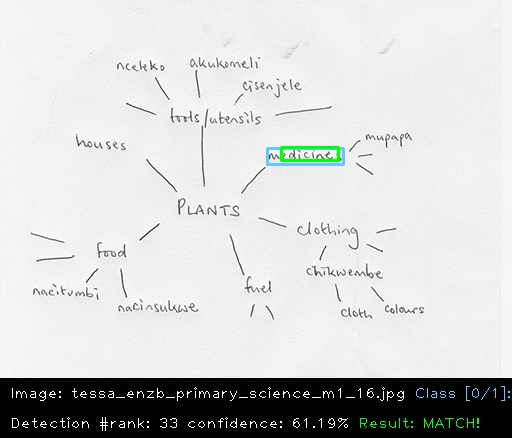 nceleko
akukomeli
cisenjele
tools/utensils
houses
medicines
mupapa
PLANTS
clothing
food
chikwembe
nacitumbi
nacinsukwe
fuel
cloth
colours
Image: tessa_enzb_primary_science_m1_16.jpg Class [0/1]:
Detection #rank: 33 confidence: 61.19% Result: MATCH!